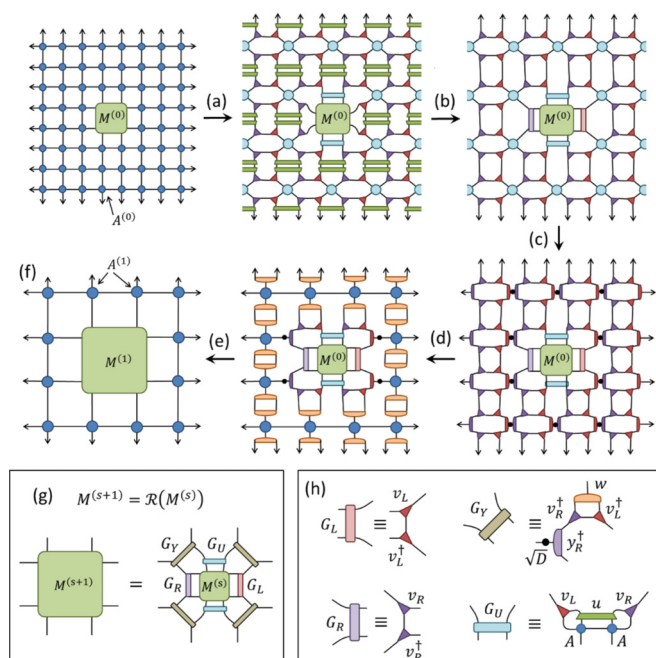 (a)
(b)
M⁽⁰⁾
M⁽⁰⁾
M⁽⁰⁾
A⁽⁰⁾
(c)
(f)
A⁽¹⁾
(e)
(d)
M⁽¹⁾
M⁽⁰⁾
M⁽⁰⁾
(g)
M⁽ˢ⁺¹⁾ = ℛ(M⁽ˢ⁾)
M⁽ˢ⁺¹⁾ =
G_Y G_U
G_R M⁽ˢ⁾ G_L
(h)
G_L ≡ v_L
v_L†
G_Y ≡ w
v_R† v_L†
√D y_R†
G_R ≡ v_R
v_R†
G_U ≡ v_L u v_R
A A